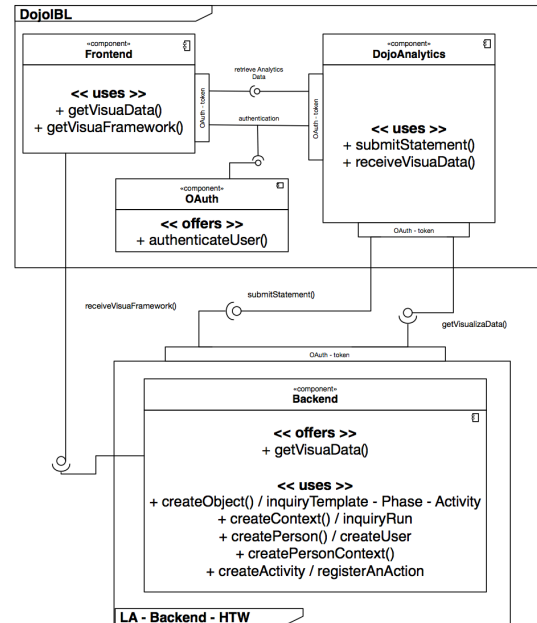 DojoIBL
«component»
Frontend
<< uses >>
+ getVisuaData()
+ getVisuaFramework()
OAuth - token
retrieve Analytics
Data
authentication
OAuth - token
«component»
DojoAnalytics
<< uses >>
+ submitStatement()
+ receiveVisuaData()
OAuth - token
«component»
OAuth
<< offers >>
+ authenticateUser()
receiveVisuaFramework()
submitStatement()
getVisualizaData()
OAuth - token
«component»
Backend
<< offers >>
+ getVisuaData()
<< uses >>
+ createObject() / inquiryTemplate - Phase - Activity
+ createContext() / inquiryRun
+ createPerson() / createUser
+ createPersonContext()
+ createActivity / registerAnAction
LA - Backend - HTW